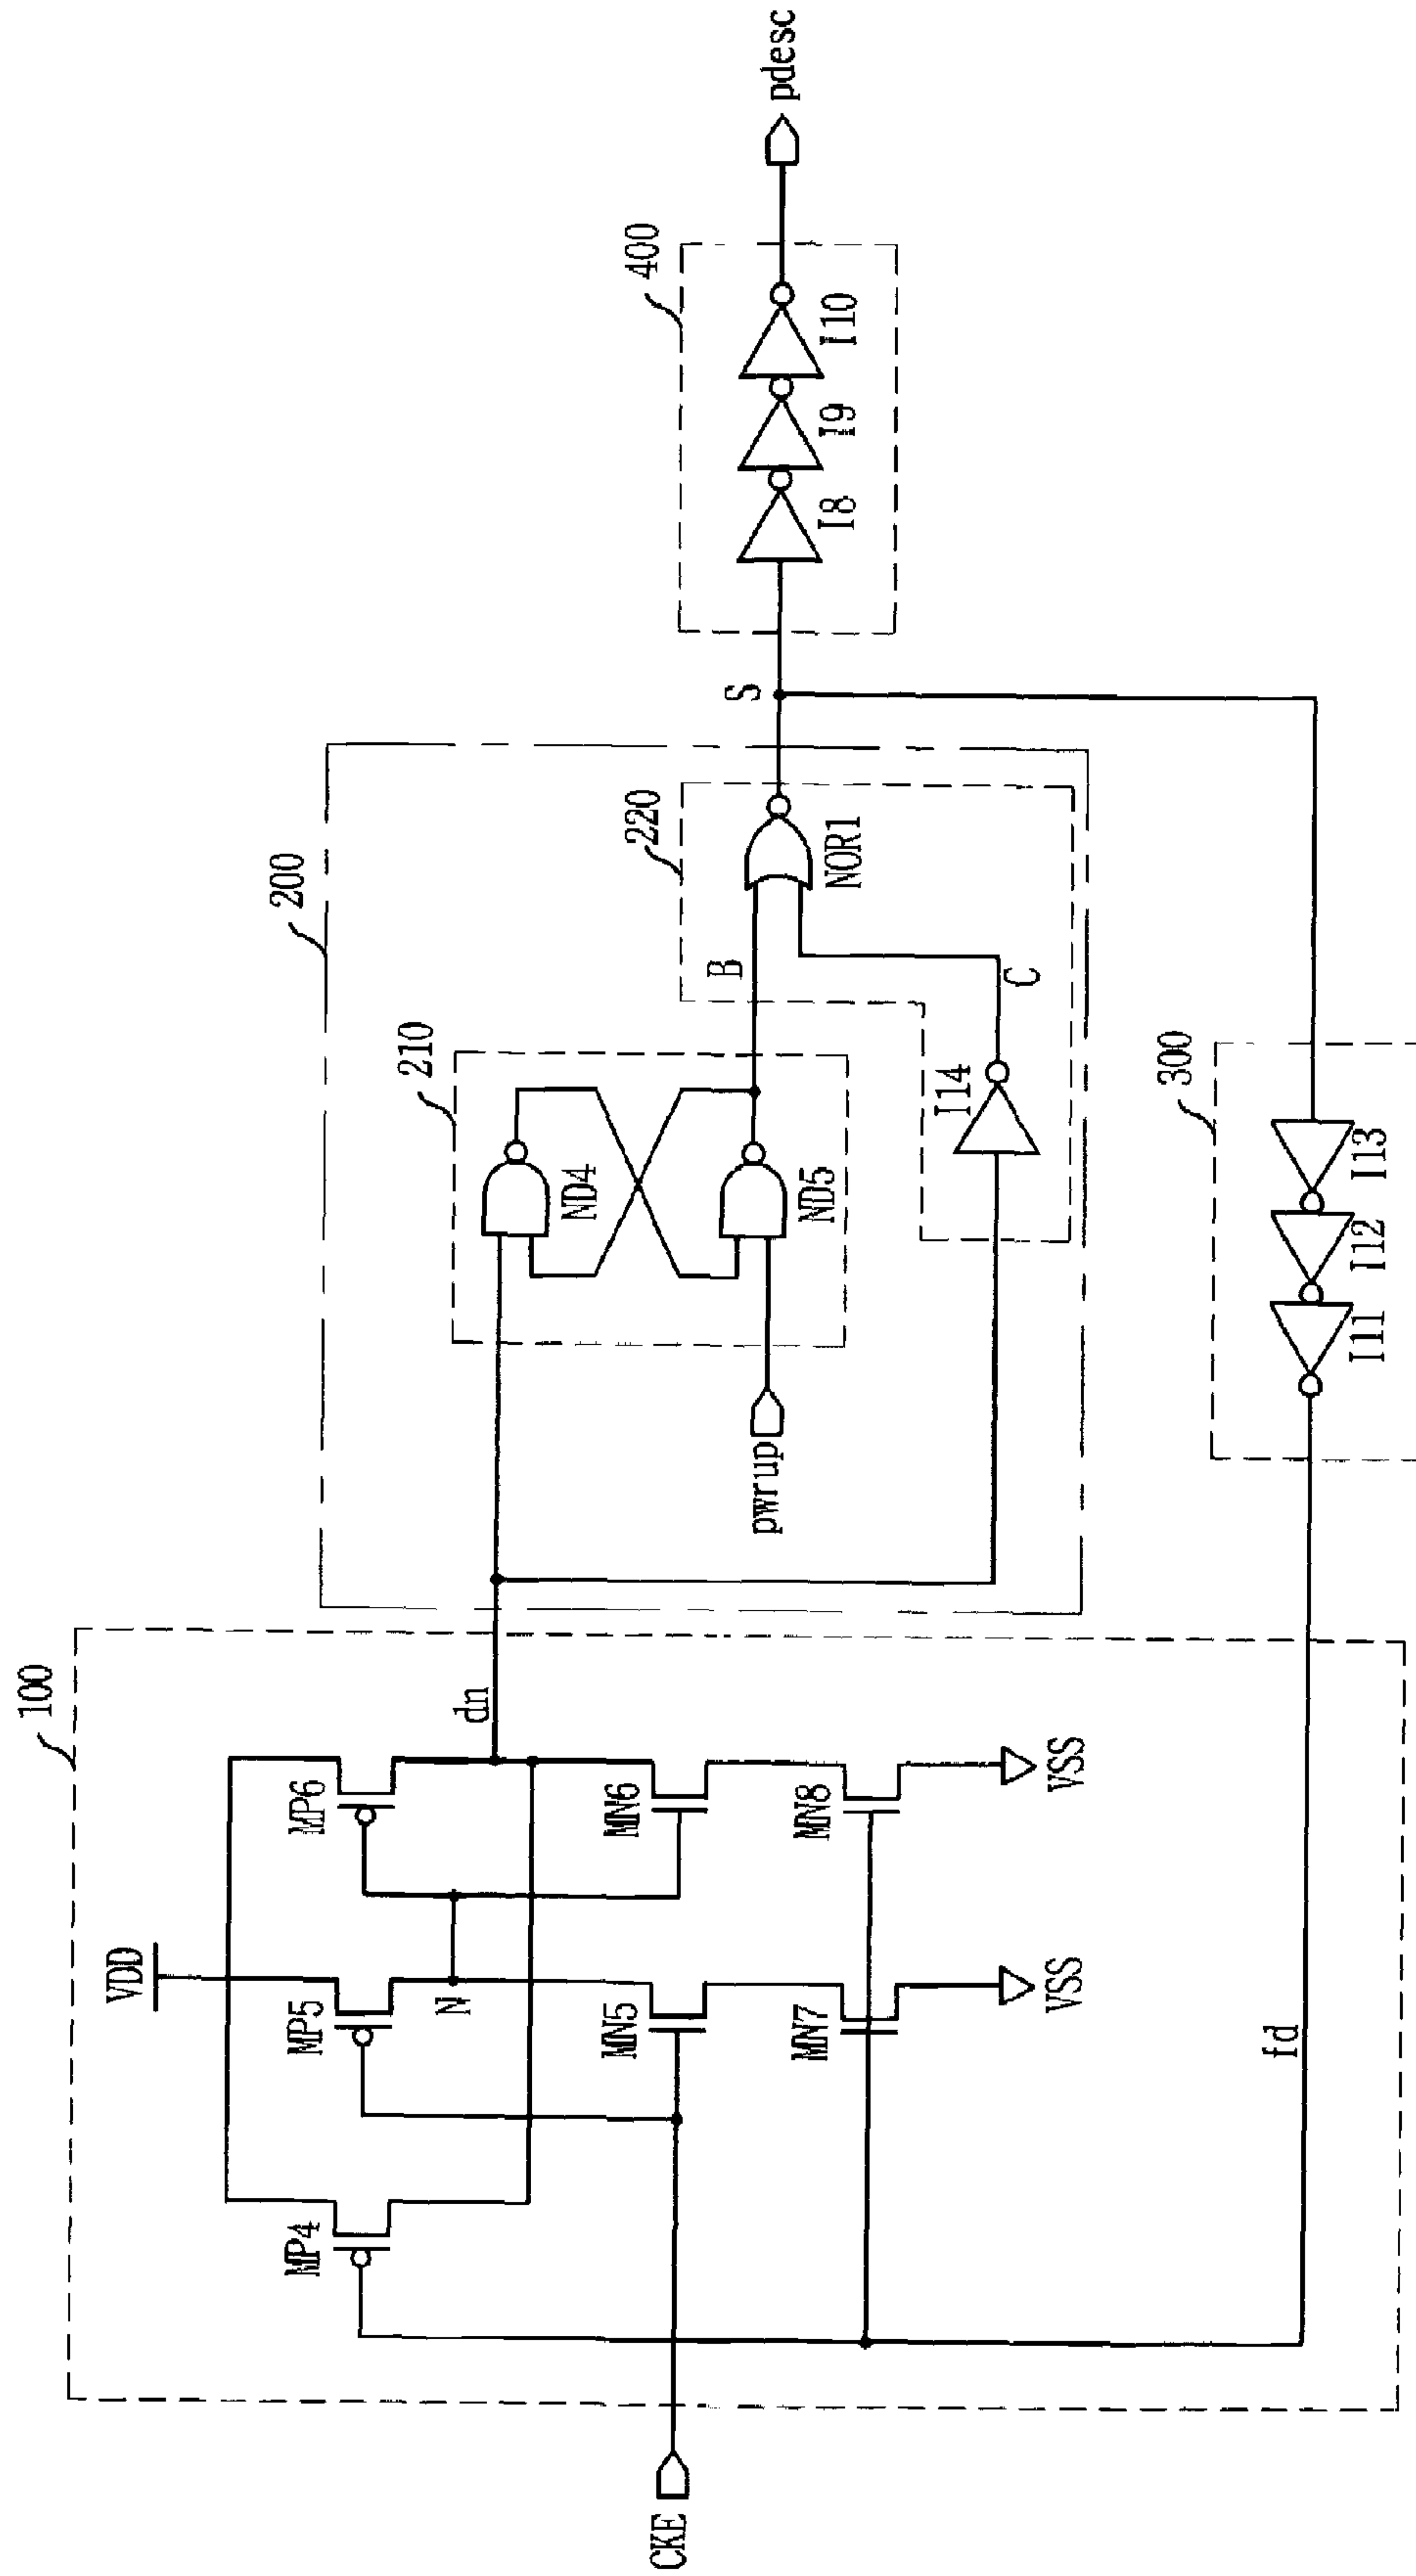 100
VDD
MP4
MP5
MP6
N
dn
MN5
MN6
MN7
MN8
VSS
VSS
CKE
fd
200
210
ND4
ND5
pwrup
B
220
NOR1
I14
C
S
300
I11
I12
I13
400
I8
I9
I10
pdesc